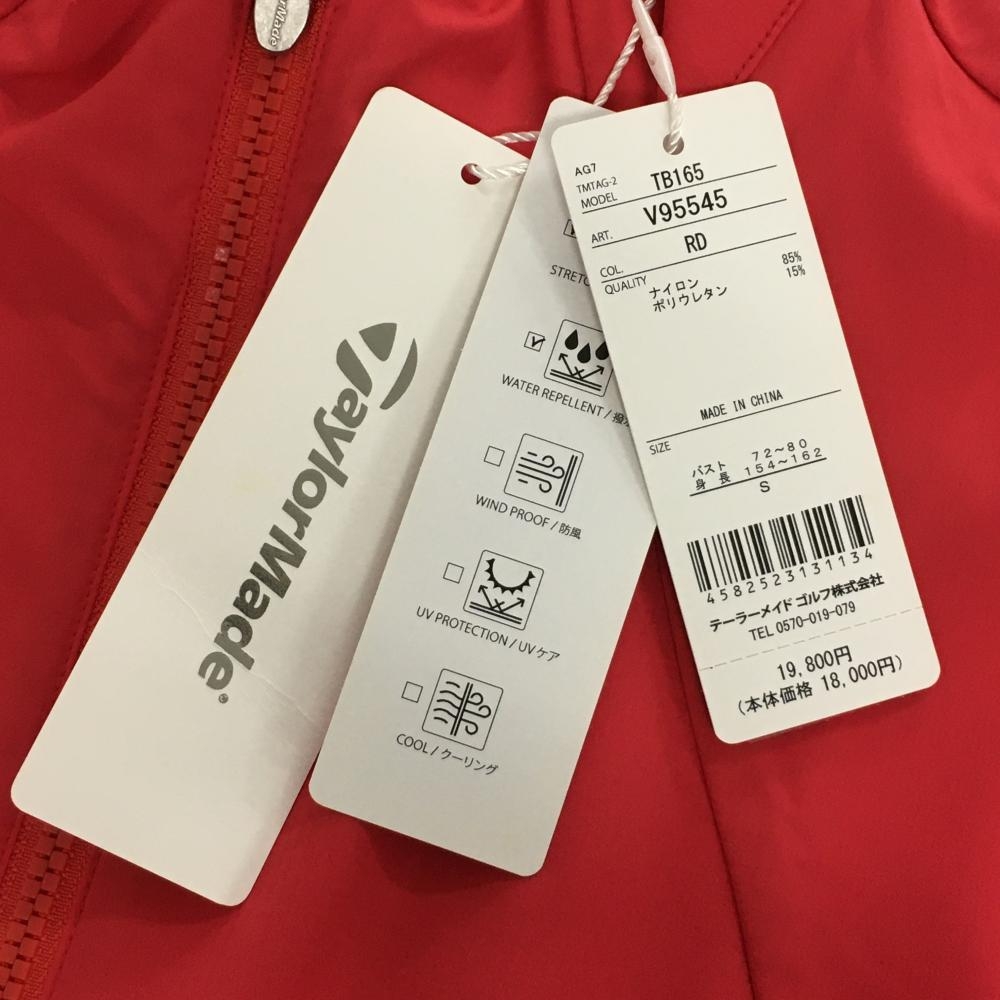 TaylorMade®
STRETC
WATER REPELLENT / 撥水
WIND PROOF / 防風
UV PROTECTION / UV ケア
COOL / クーリング
AG7
TMTAG-2
MODEL TB165
ART. V95545
COL. RD
QUALITY ナイロン 85%
ポリウレタン 15%
MADE IN CHINA
SIZE
バスト 72~80
身長 154~162
S
4582523131134
テーラーメイド ゴルフ株式会社
TEL 0570-019-079
19,800円
(本体価格 18,000円)